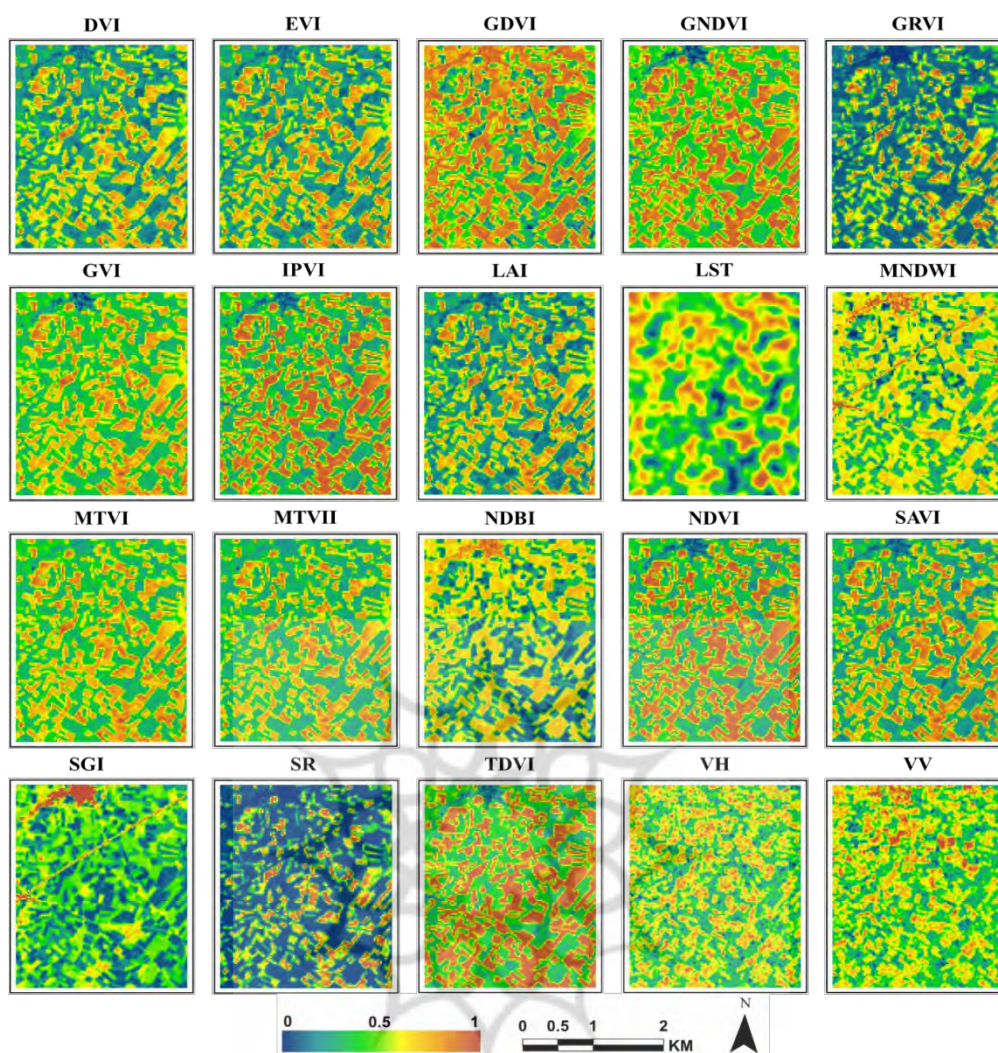 DVI EVI GDVI GNDVI GRVI
GVI IPVI LAI LST MNDWI
MTVI MTVII NDBI NDVI SAVI
SGI SR TDVI VH VV
0 0.5 1
0 0.5 1 2
KM
N